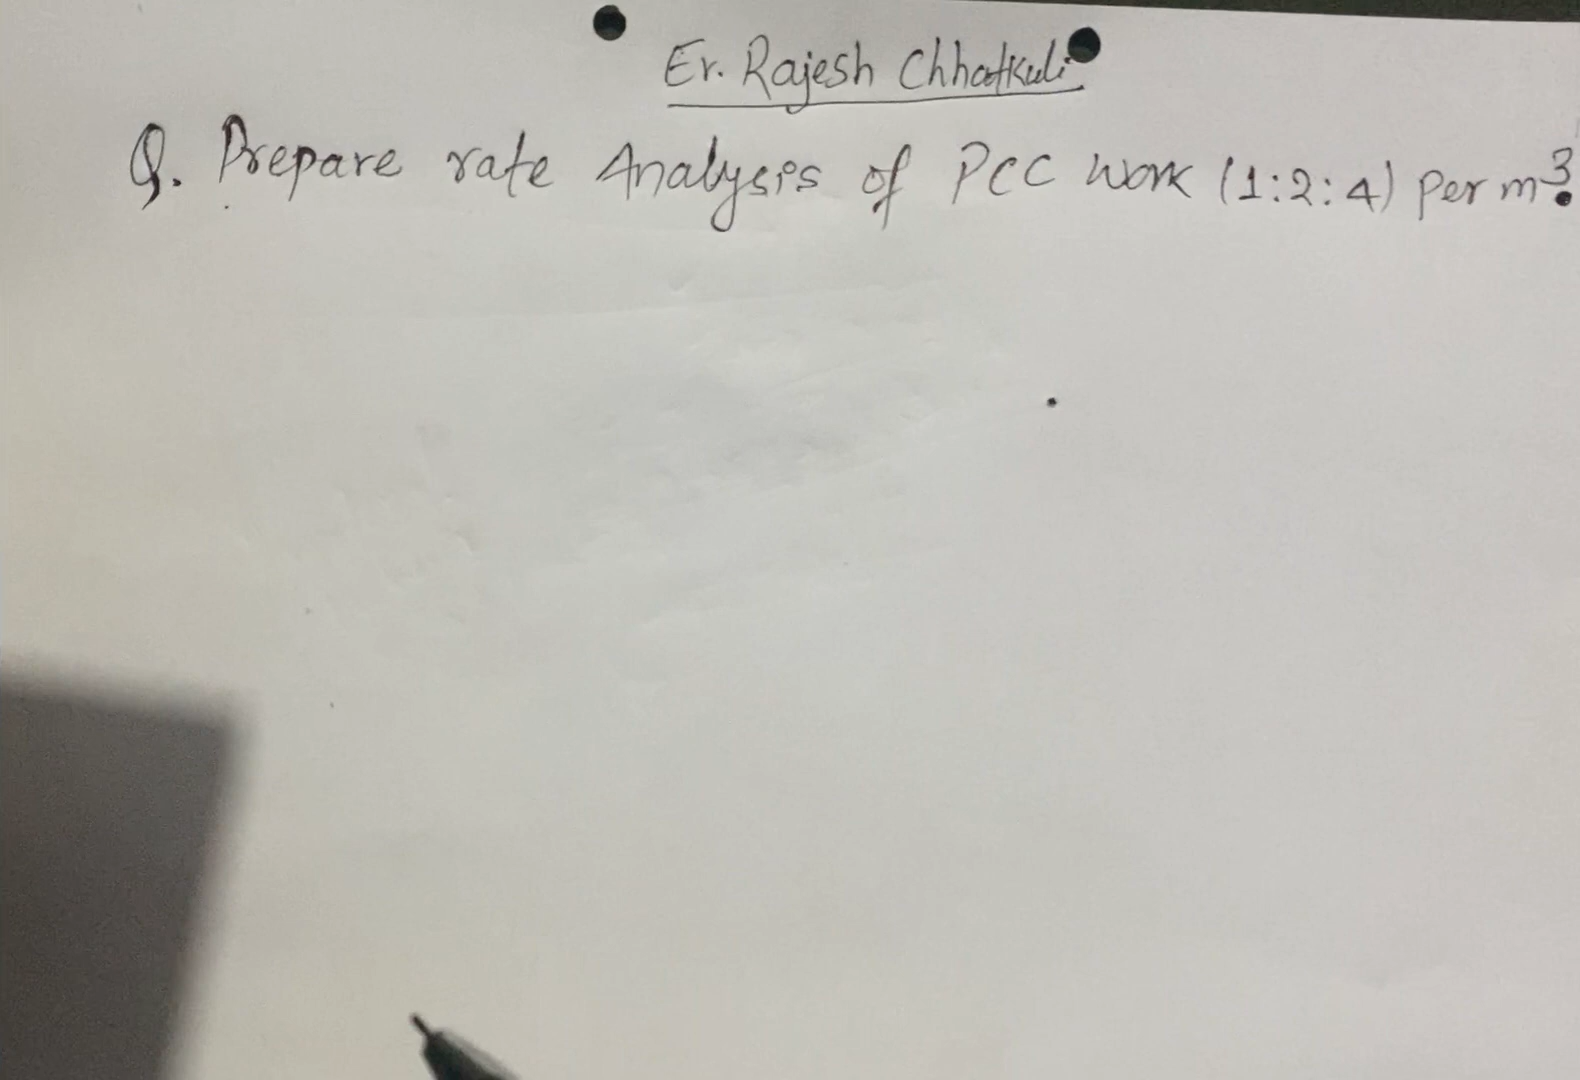 Er. Rajesh Chhatkuli
Q. Prepare rate Analysis of PCC work (1:2:4) per m³?